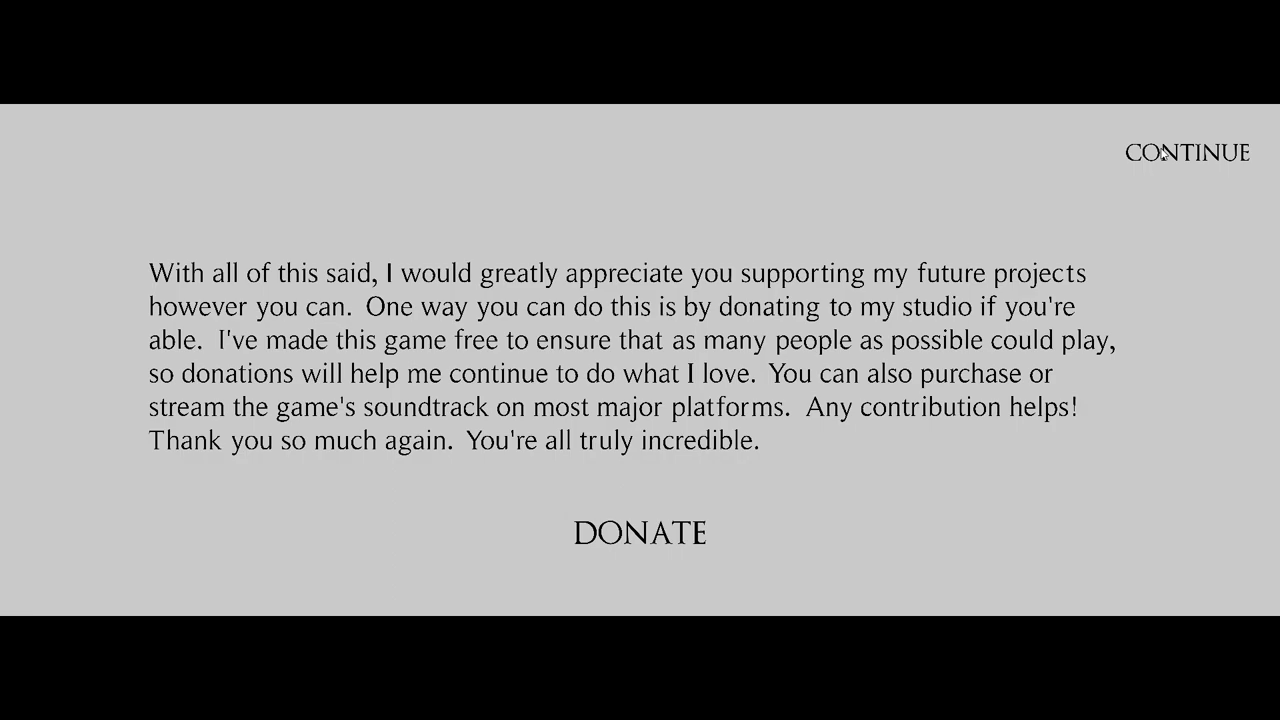 CONTINUE
With all of this said, I would greatly appreciate you supporting my future projects
however you can.  One way you can do this is by donating to my studio if you're
able.  I've made this game free to ensure that as many people as possible could play,
so donations will help me continue to do what I love.  You can also purchase or
stream the game's soundtrack on most major platforms.  Any contribution helps!
Thank you so much again.  You're all truly incredible.
DONATE